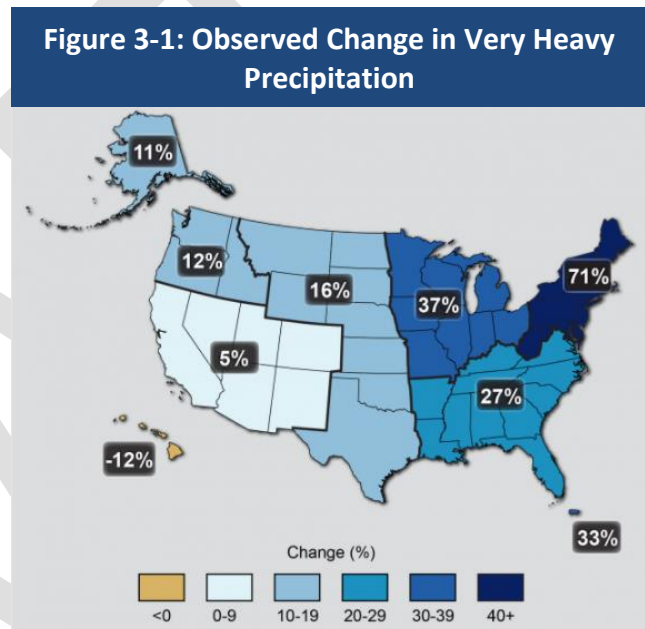 Figure 3-1: Observed Change in Very Heavy
Precipitation
11%
12%
16%
37%
71%
5%
27%
-12%
33%
Change (%)
<0 0-9 10-19 20-29 30-39 40+